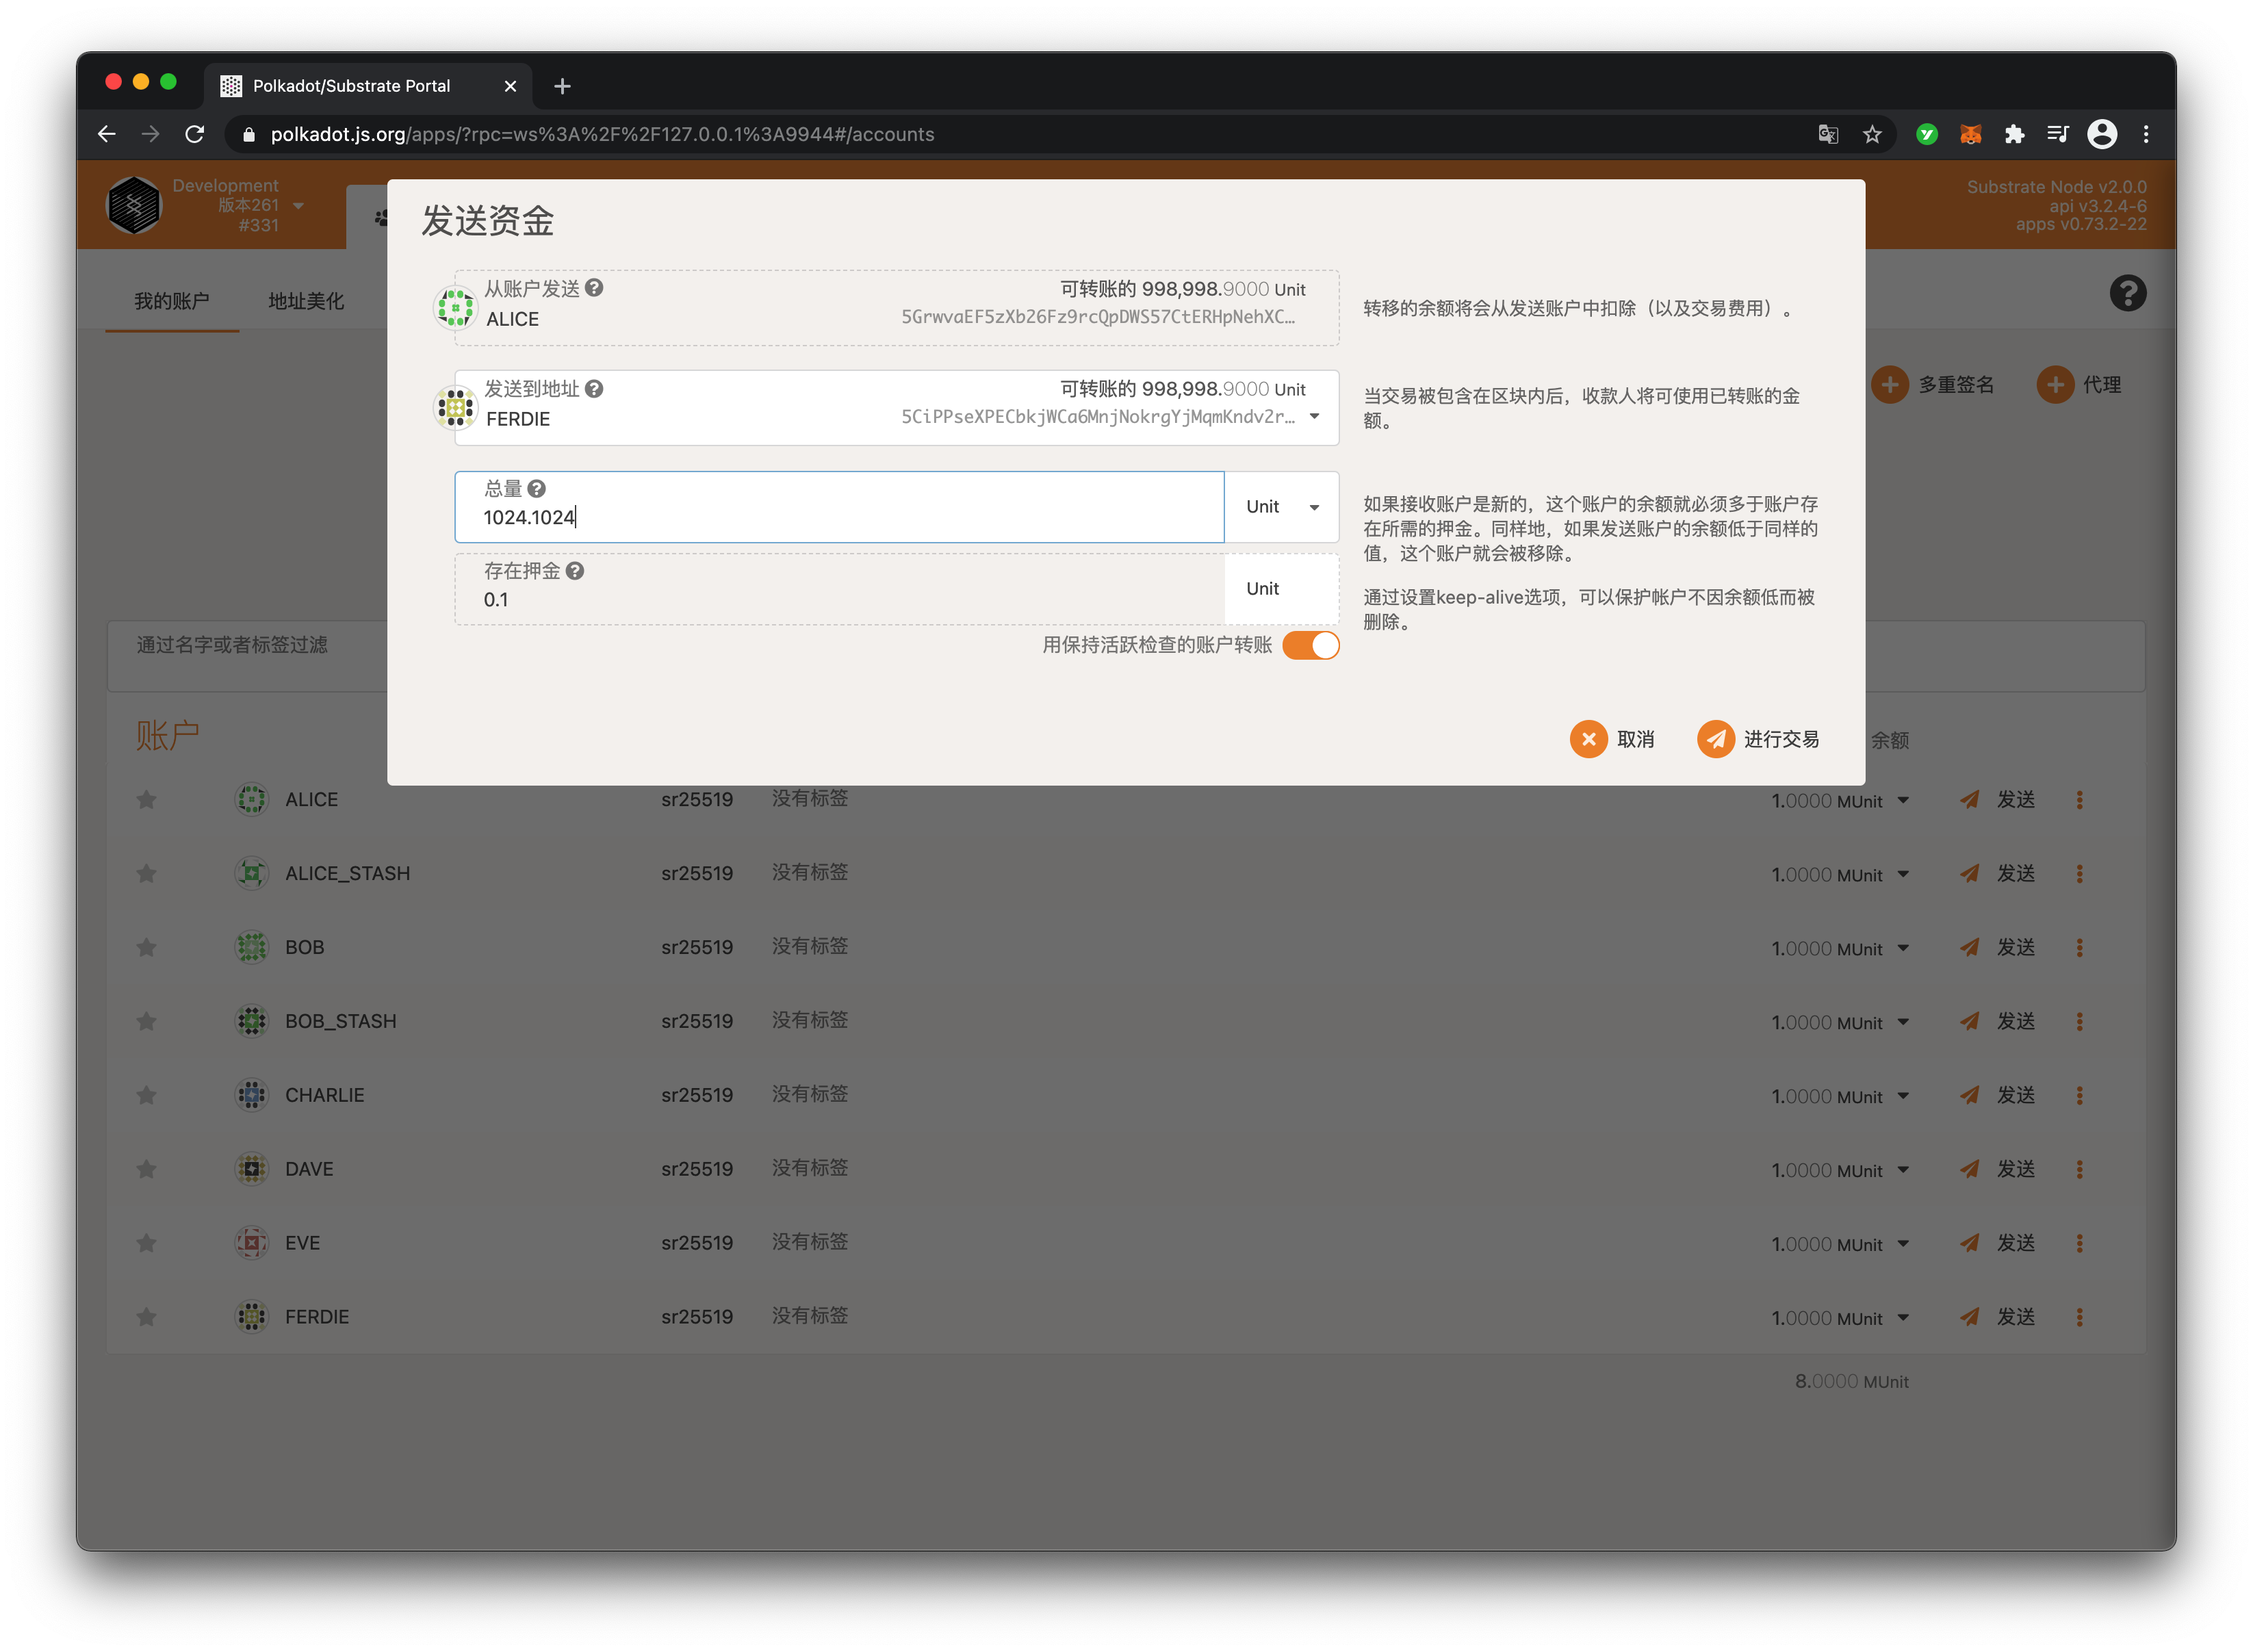 Polkadot/Substrate Portal
polkadot.js.org/apps/?rpc=ws%3A%2F%2F127.0.0.1%3A9944#/accounts
Development
版本261
#331
Substrate Node v2.0.0
api v3.2.4-6
apps v0.73.2-22
我的账户
地址美化
多重签名
代理
发送资金
从账户发送
ALICE
可转账的 998,998.9000 Unit
5GrwvaEF5zXb26Fz9rcQpDWS57CtERHpNehXC...
转移的余额将会从发送账户中扣除（以及交易费用）。
发送到地址
FERDIE
可转账的 998,998.9000 Unit
5CiPPseXPECbkjWCa6MnjNokrgYjMqmKndv2r...
当交易被包含在区块内后，收款人将可使用已转账的金
额。
总量
1024.1024
Unit
如果接收账户是新的，这个账户的余额就必须多于账户存
在所需的押金。同样地，如果发送账户的余额低于同样的
值，这个账户就会被移除。
存在押金
0.1
Unit
通过设置keep-alive选项，可以保护帐户不因余额低而被
删除。
用保持活跃检查的账户转账
取消
进行交易
通过名字或者标签过滤
账户
余额
ALICE sr25519 没有标签 1.0000 MUnit 发送
ALICE_STASH sr25519 没有标签 1.0000 MUnit 发送
BOB sr25519 没有标签 1.0000 MUnit 发送
BOB_STASH sr25519 没有标签 1.0000 MUnit 发送
CHARLIE sr25519 没有标签 1.0000 MUnit 发送
DAVE sr25519 没有标签 1.0000 MUnit 发送
EVE sr25519 没有标签 1.0000 MUnit 发送
FERDIE sr25519 没有标签 1.0000 MUnit 发送
8.0000 MUnit